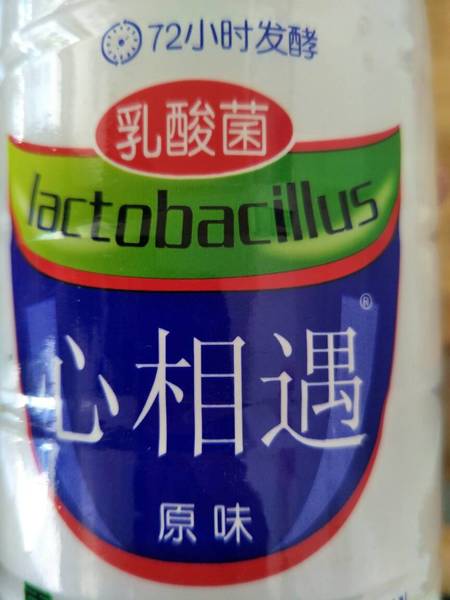 72小时发酵
乳酸菌
lactobacillus
心相遇®
原味